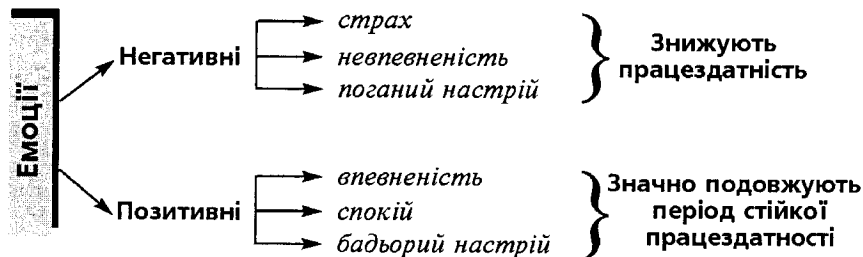 Емоції
Негативні
страх
невпевненість
поганий настрій
Знижують
працездатність
Позитивні
впевненість
спокій
бадьорий настрій
Значно подовжують
період стійкої
працездатності